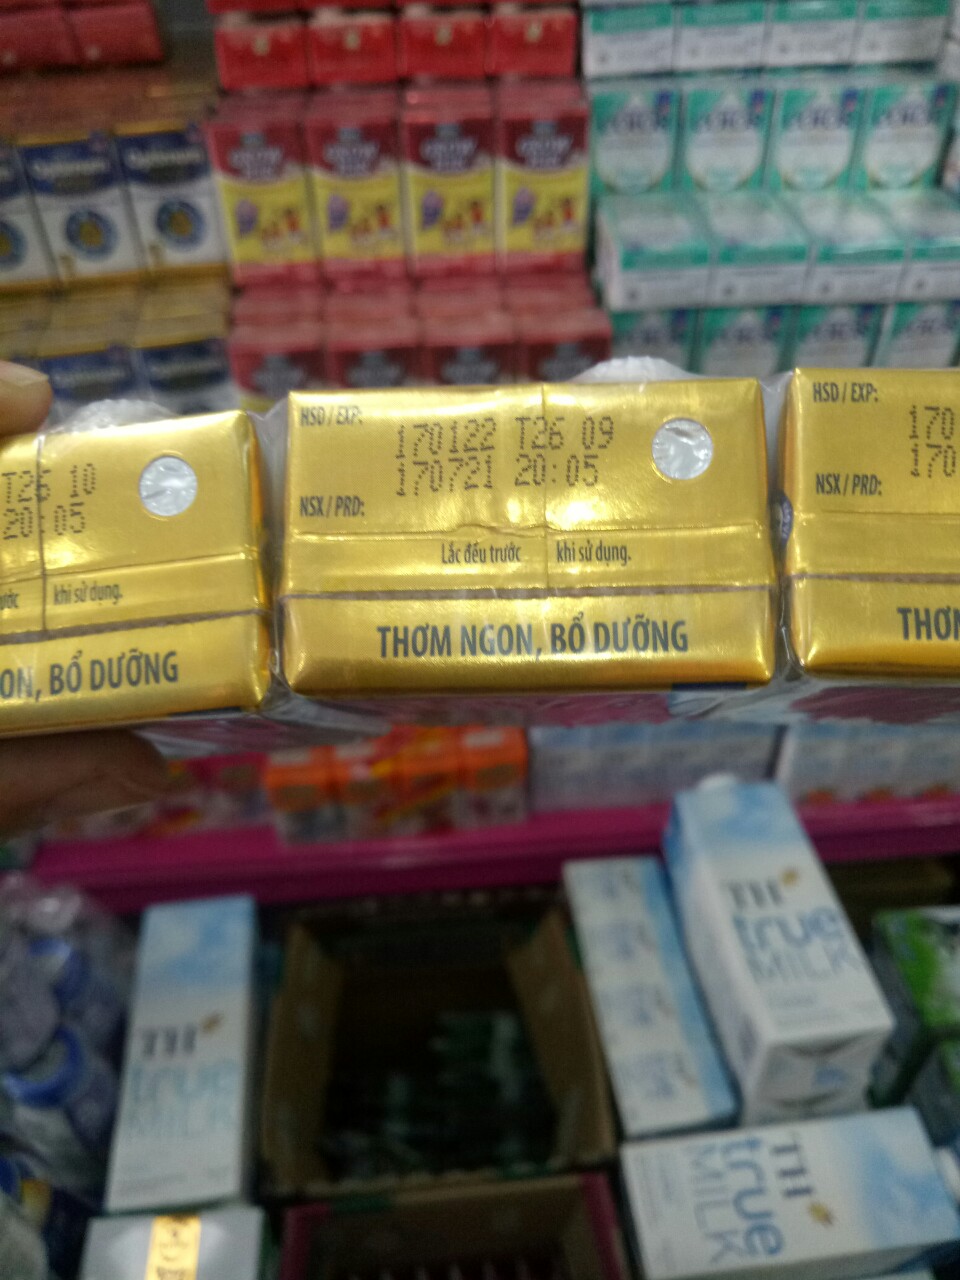 HSD / EXP:
170122 T26 09
170721 20:05
NSX / PRD:
Lắc đều trước khi sử dụng.
THƠM NGON, BỔ DƯỠNG
T26 10
20:05
khi sử dụng.
ON, BỔ DƯỠNG
HSD / EXP:
170
170
NSX / PRD:
THƠM
TH
true
MILK
TH
true
MILK
TH
true
MILK